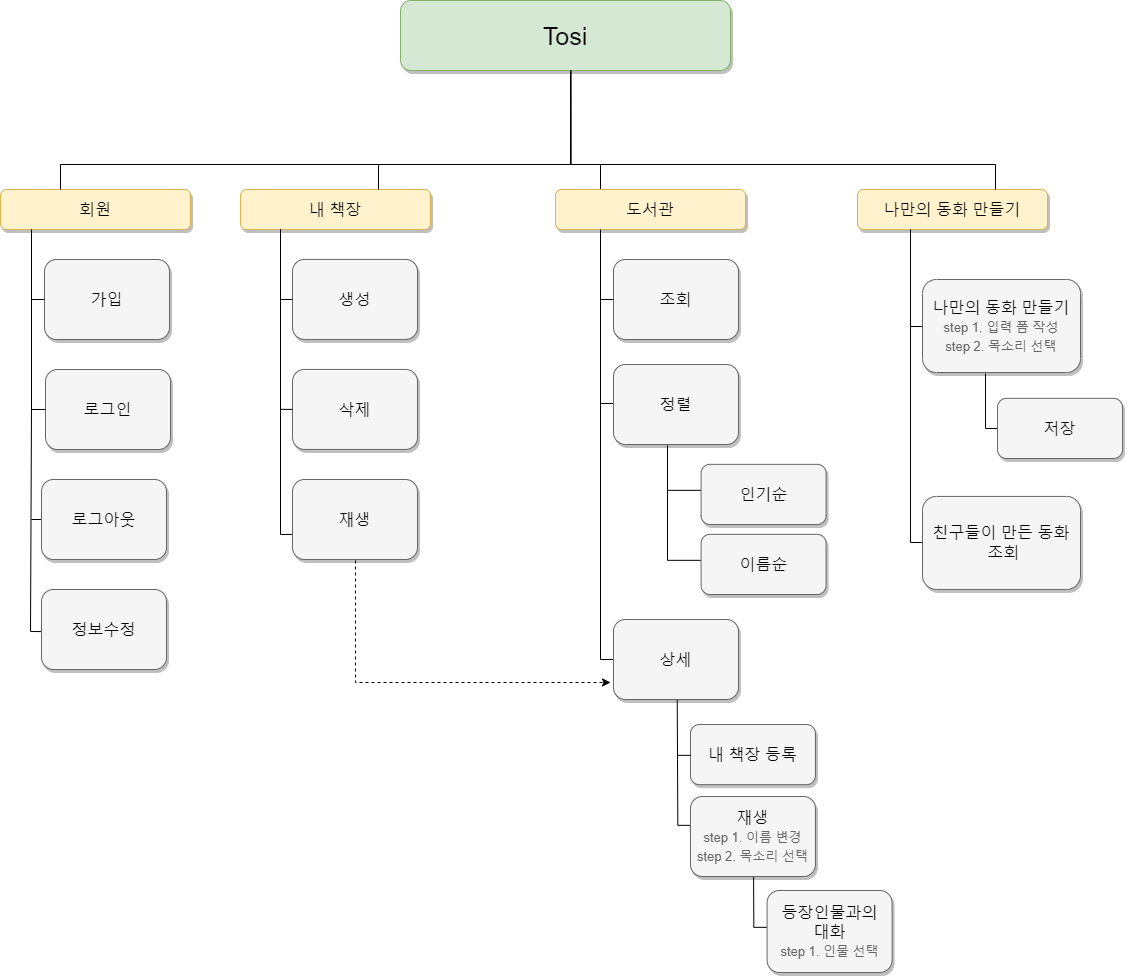 Tosi
회원
가입
로그인
로그아웃
정보수정
내 책장
생성
삭제
재생
도서관
조회
정렬
인기순
이름순
상세
내 책장 등록
재생
step 1. 이름 변경
step 2. 목소리 선택
등장인물과의
대화
step 1. 인물 선택
나만의 동화 만들기
나만의 동화 만들기
step 1. 입력 폼 작성
step 2. 목소리 선택
저장
친구들이 만든 동화
조회